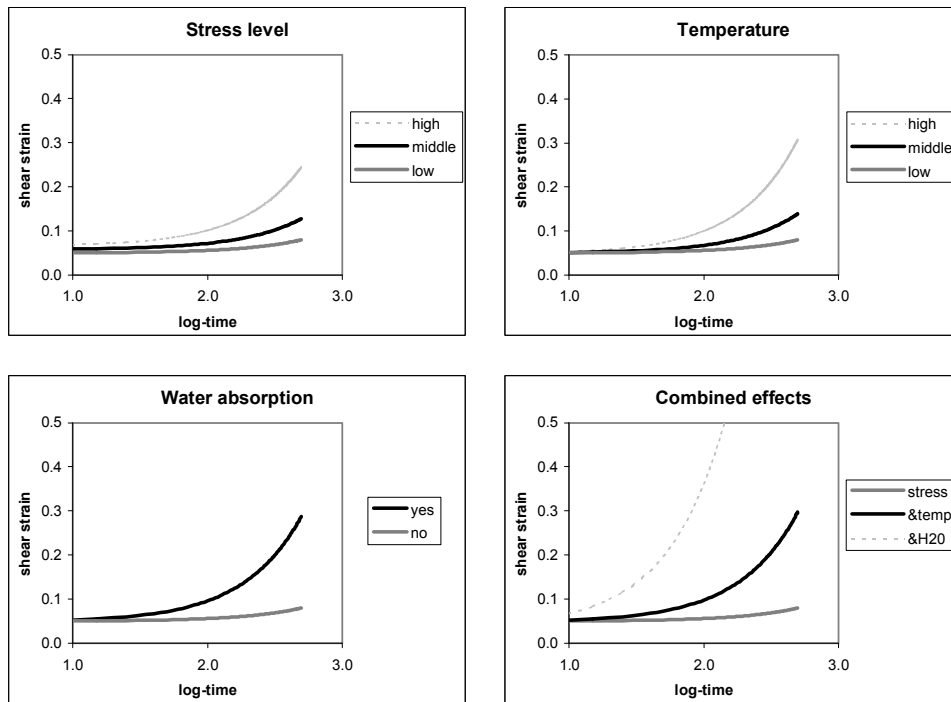 Stress level
0.5
0.4
0.3
0.2
0.1
0.0
shear strain
1.0 2.0 3.0
log-time
high
middle
low
Temperature
0.5
0.4
0.3
0.2
0.1
0.0
shear strain
1.0 2.0 3.0
log-time
high
middle
low
Water absorption
0.5
0.4
0.3
0.2
0.1
0.0
shear strain
1.0 2.0 3.0
log-time
yes
no
Combined effects
0.5
0.4
0.3
0.2
0.1
0.0
shear strain
1.0 2.0 3.0
log-time
stress
&temp
&H20